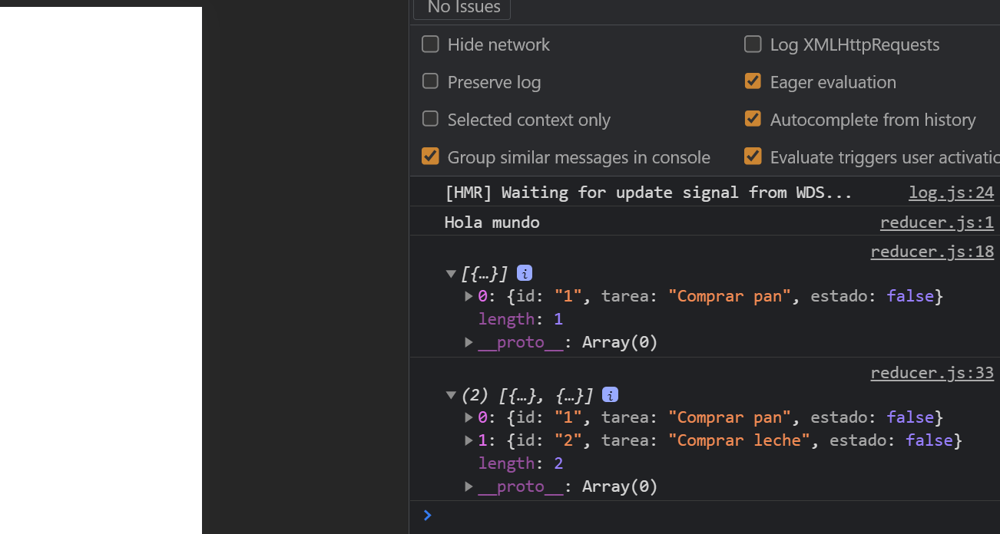 No Issues
Hide network
Log XMLHttpRequests
Preserve log
Eager evaluation
Selected context only
Autocomplete from history
Group similar messages in console
Evaluate triggers user activatio
[HMR] Waiting for update signal from WDS... log.js:24
Hola mundo reducer.js:1
reducer.js:18
▼[{…}] i
▶0: {id: "1", tarea: "Comprar pan", estado: false}
length: 1
▶__proto__: Array(0)
reducer.js:33
▼(2) [{…}, {…}] i
▶0: {id: "1", tarea: "Comprar pan", estado: false}
▶1: {id: "2", tarea: "Comprar leche", estado: false}
length: 2
▶__proto__: Array(0)
>